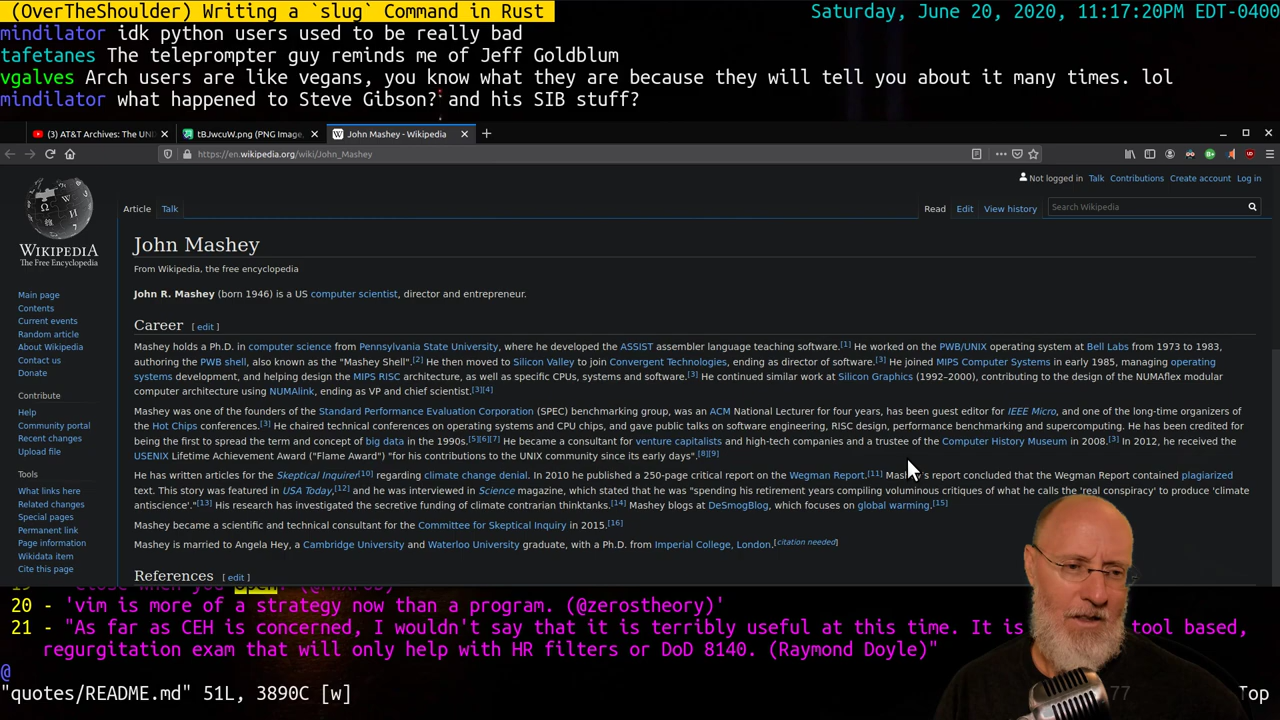 (OverTheShoulder) Writing a `slug` Command in Rust
Saturday, June 20, 2020, 11:17:20PM EDT-0400
mindilator idk python users used to be really bad
tafetanes The teleprompter guy reminds me of Jeff Goldblum
vgalves Arch users are like vegans, you know what they are because they will tell you about it many times. lol
mindilator what happened to Steve Gibson? and his SIB stuff?
(3) AT&T Archives: The UNI
tBJwcuW.png (PNG Image,
John Mashey - Wikipedia
https://en.wikipedia.org/wiki/John_Mashey
Not logged in Talk Contributions Create account Log in
Article Talk
Read Edit View history Search Wikipedia
WIKIPEDIA
The Free Encyclopedia
Main page
Contents
Current events
Random article
About Wikipedia
Contact us
Donate
Contribute
Help
Community portal
Recent changes
Upload file
Tools
What links here
Related changes
Special pages
Permanent link
Page information
Wikidata item
Cite this page
John Mashey
From Wikipedia, the free encyclopedia
John R. Mashey (born 1946) is a US computer scientist, director and entrepreneur.
Career [ edit ]
Mashey holds a Ph.D. in computer science from Pennsylvania State University, where he developed the ASSIST assembler language teaching software.[1] He worked on the PWB/UNIX operating system at Bell Labs from 1973 to 1983,
authoring the PWB shell, also known as the "Mashey Shell".[2] He then moved to Silicon Valley to join Convergent Technologies, ending as director of software.[3] He joined MIPS Computer Systems in early 1985, managing operating
systems development, and helping design the MIPS RISC architecture, as well as specific CPUs, systems and software.[3] He continued similar work at Silicon Graphics (1992–2000), contributing to the design of the NUMAflex modular
computer architecture using NUMAlink, ending as VP and chief scientist.[3][4]
Mashey was one of the founders of the Standard Performance Evaluation Corporation (SPEC) benchmarking group, was an ACM National Lecturer for four years, has been guest editor for IEEE Micro, and one of the long-time organizers of
the Hot Chips conferences.[3] He chaired technical conferences on operating systems and CPU chips, and gave public talks on software engineering, RISC design, performance benchmarking and supercomputing. He has been credited for
being the first to spread the term and concept of big data in the 1990s.[5][6][7] He became a consultant for venture capitalists and high-tech companies and a trustee of the Computer History Museum in 2008.[3] In 2012, he received the
USENIX Lifetime Achievement Award ("Flame Award") "for his contributions to the UNIX community since its early days".[8][9]
He has written articles for the Skeptical Inquirer[10] regarding climate change denial. In 2010 he published a 250-page critical report on the Wegman Report.[11] Mashey's report concluded that the Wegman Report contained plagiarized
text. This story was featured in USA Today,[12] and he was interviewed in Science magazine, which stated that he was "spending his retirement years compiling voluminous critiques of what he calls the 'real conspiracy' to produce 'climate
antiscience'."[13] His research has investigated the secretive funding of climate contrarian thinktanks.[14] Mashey blogs at DeSmogBlog, which focuses on global warming.[15]
Mashey became a scientific and technical consultant for the Committee for Skeptical Inquiry in 2015.[16]
Mashey is married to Angela Hey, a Cambridge University and Waterloo University graduate, with a Ph.D. from Imperial College, London.[citation needed]
References [ edit ]
20 - 'vim is more of a strategy now than a program. (@zerostheory)'
21 - "As far as CEH is concerned, I wouldn't say that it is terribly useful at this time. It is tool based,
regurgitation exam that will only help with HR filters or DoD 8140. (Raymond Doyle)"
@
"quotes/README.md" 51L, 3890C [w]
77
Top